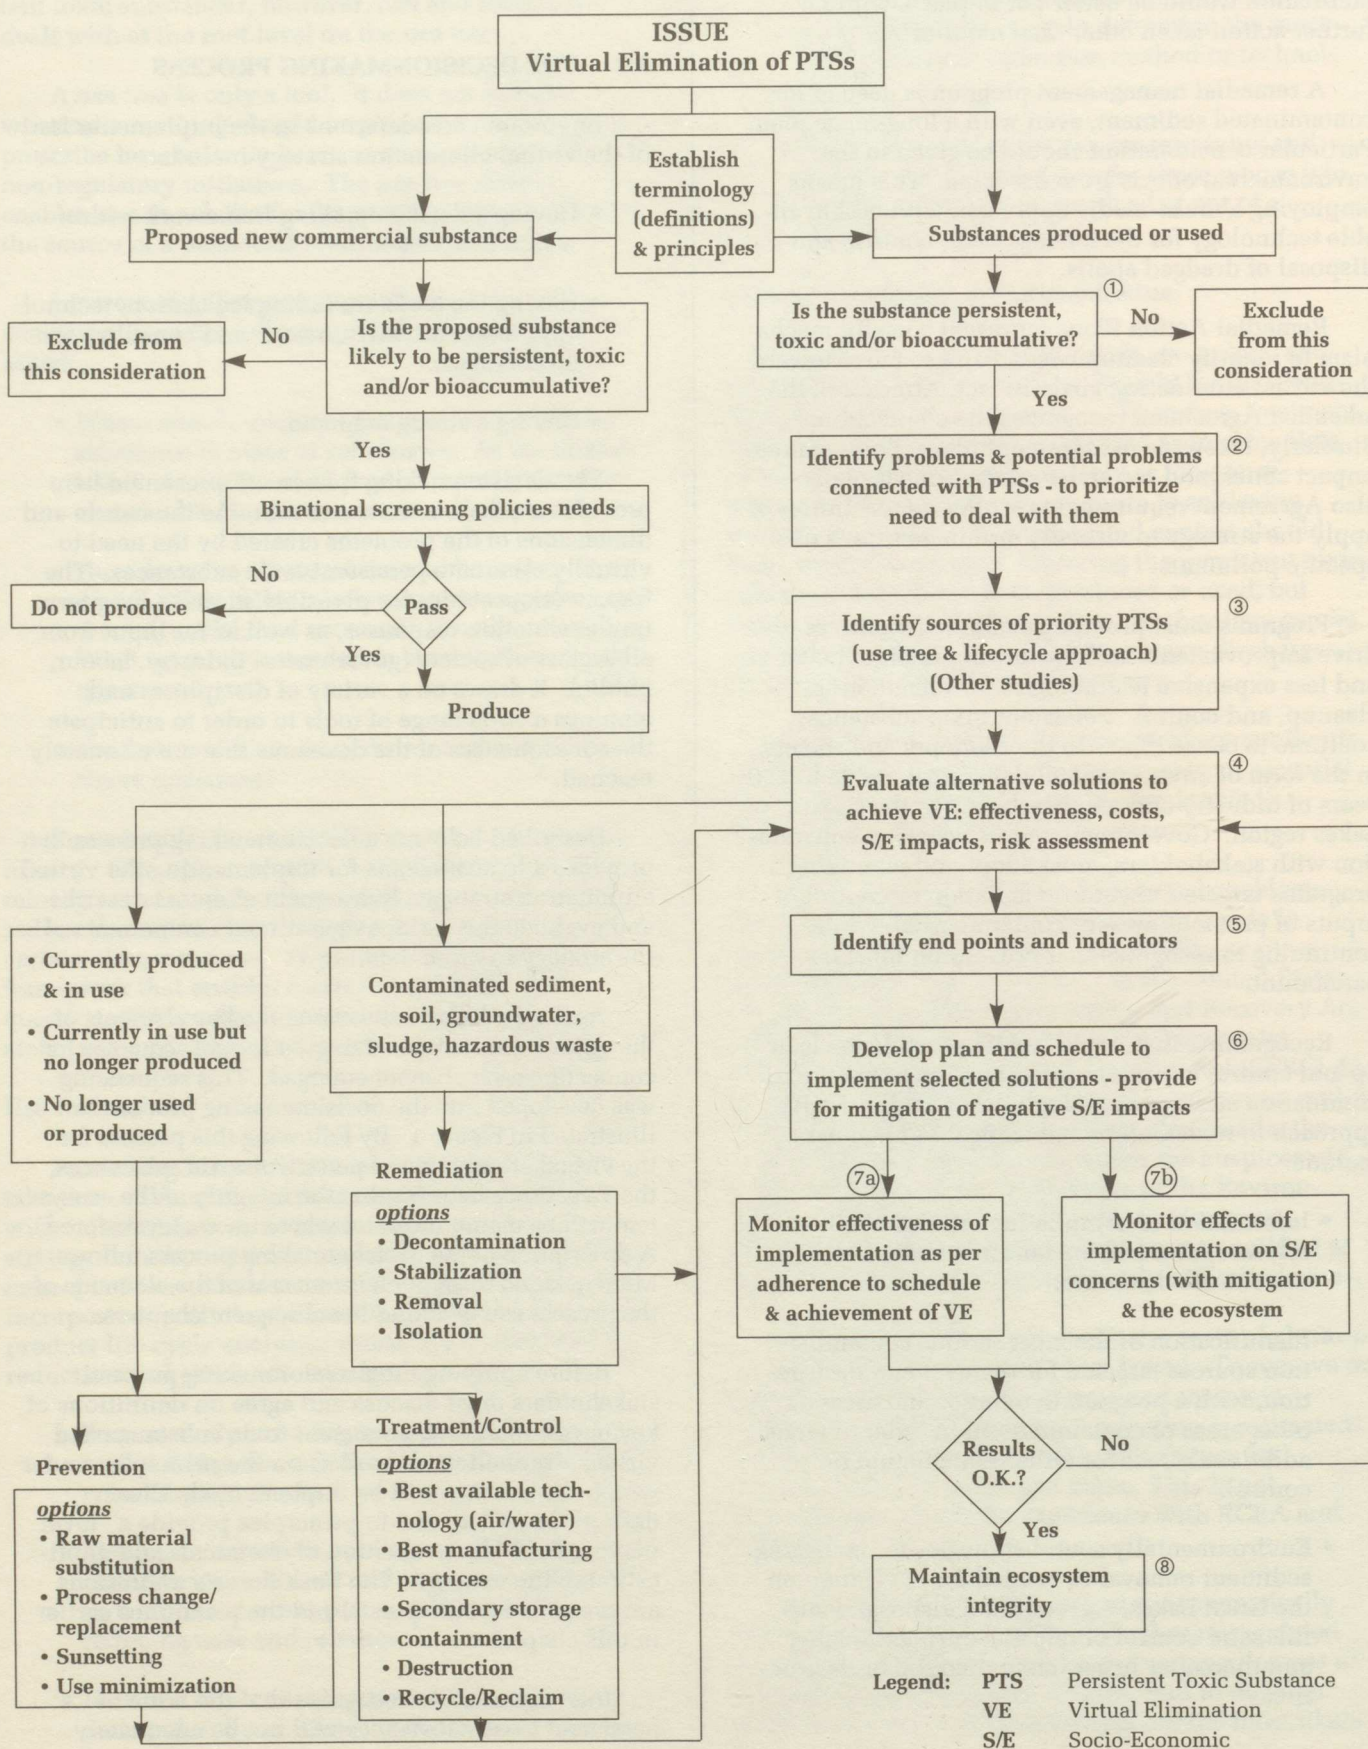 ISSUE
Virtual Elimination of PTSs
Establish
terminology
(definitions)
& principles
Proposed new commercial substance
Substances produced or used
Is the proposed substance
likely to be persistent, toxic
and/or bioaccumulative?
No
Exclude from
this consideration
Yes
Binational screening policies needs
Pass
No
Do not produce
Yes
Produce
①
Is the substance persistent,
toxic and/or bioaccumulative?
No
Exclude
from this
consideration
Yes
②
Identify problems & potential problems
connected with PTSs - to prioritize
need to deal with them
③
Identify sources of priority PTSs
(use tree & lifecycle approach)
(Other studies)
④
Evaluate alternative solutions to
achieve VE: effectiveness, costs,
S/E impacts, risk assessment
⑤
Identify end points and indicators
⑥
Develop plan and schedule to
implement selected solutions - provide
for mitigation of negative S/E impacts
7a
Monitor effectiveness of
implementation as per
adherence to schedule
& achievement of VE
7b
Monitor effects of
implementation on S/E
concerns (with mitigation)
& the ecosystem
Results
O.K.?
No
Yes
⑧
Maintain ecosystem
integrity
• Currently produced
& in use
• Currently in use but
no longer produced
• No longer used
or produced
Contaminated sediment,
soil, groundwater,
sludge, hazardous waste
Remediation
options
• Decontamination
• Stabilization
• Removal
• Isolation
Prevention
options
• Raw material
substitution
• Process change/
replacement
• Sunsetting
• Use minimization
Treatment/Control
options
• Best available tech-
nology (air/water)
• Best manufacturing
practices
• Secondary storage
containment
• Destruction
• Recycle/Reclaim
Legend: PTS Persistent Toxic Substance
VE Virtual Elimination
S/E Socio-Economic